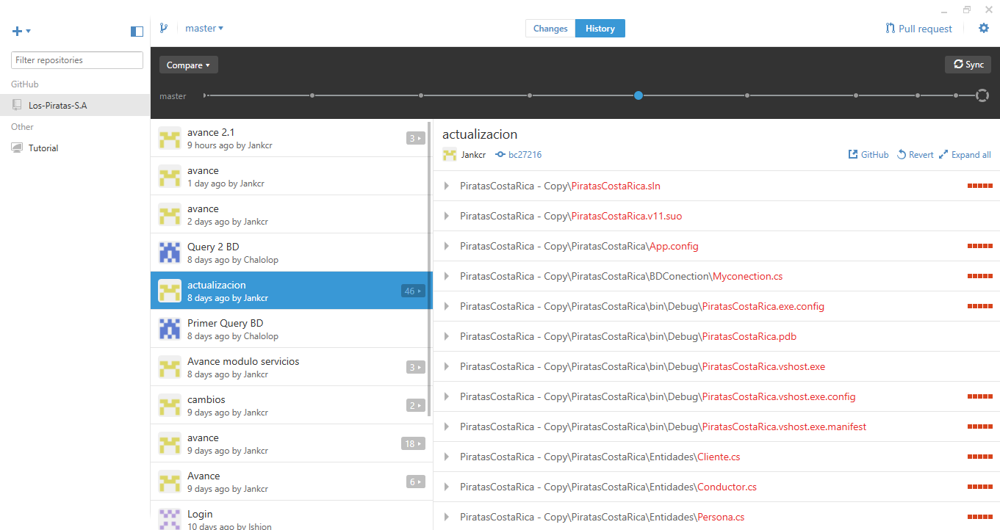 master ▾
Changes
History
Pull request
Filter repositories
GitHub
Los-Piratas-S.A
Other
Tutorial
Compare ▾
Sync
master
avance 2.1
9 hours ago by Jankcr
3
avance
1 day ago by Jankcr
avance
2 days ago by Jankcr
Query 2 BD
8 days ago by Chalolop
actualizacion
8 days ago by Jankcr
46
Primer Query BD
8 days ago by Chalolop
Avance modulo servicios
8 days ago by Jankcr
3
cambios
9 days ago by Jankcr
2
avance
9 days ago by Jankcr
18
Avance
9 days ago by Jankcr
6
Login
10 days ago by Ishion
actualizacion
Jankcr
bc27216
GitHub
Revert
Expand all
PiratasCostaRica - Copy\PiratasCostaRica.sln
PiratasCostaRica - Copy\PiratasCostaRica.v11.suo
PiratasCostaRica - Copy\PiratasCostaRica\App.config
PiratasCostaRica - Copy\PiratasCostaRica\BDConection\Myconection.cs
PiratasCostaRica - Copy\PiratasCostaRica\bin\Debug\PiratasCostaRica.exe.config
PiratasCostaRica - Copy\PiratasCostaRica\bin\Debug\PiratasCostaRica.pdb
PiratasCostaRica - Copy\PiratasCostaRica\bin\Debug\PiratasCostaRica.vshost.exe
PiratasCostaRica - Copy\PiratasCostaRica\bin\Debug\PiratasCostaRica.vshost.exe.config
PiratasCostaRica - Copy\PiratasCostaRica\bin\Debug\PiratasCostaRica.vshost.exe.manifest
PiratasCostaRica - Copy\PiratasCostaRica\Entidades\Cliente.cs
PiratasCostaRica - Copy\PiratasCostaRica\Entidades\Conductor.cs
PiratasCostaRica - Copy\PiratasCostaRica\Entidades\Persona.cs